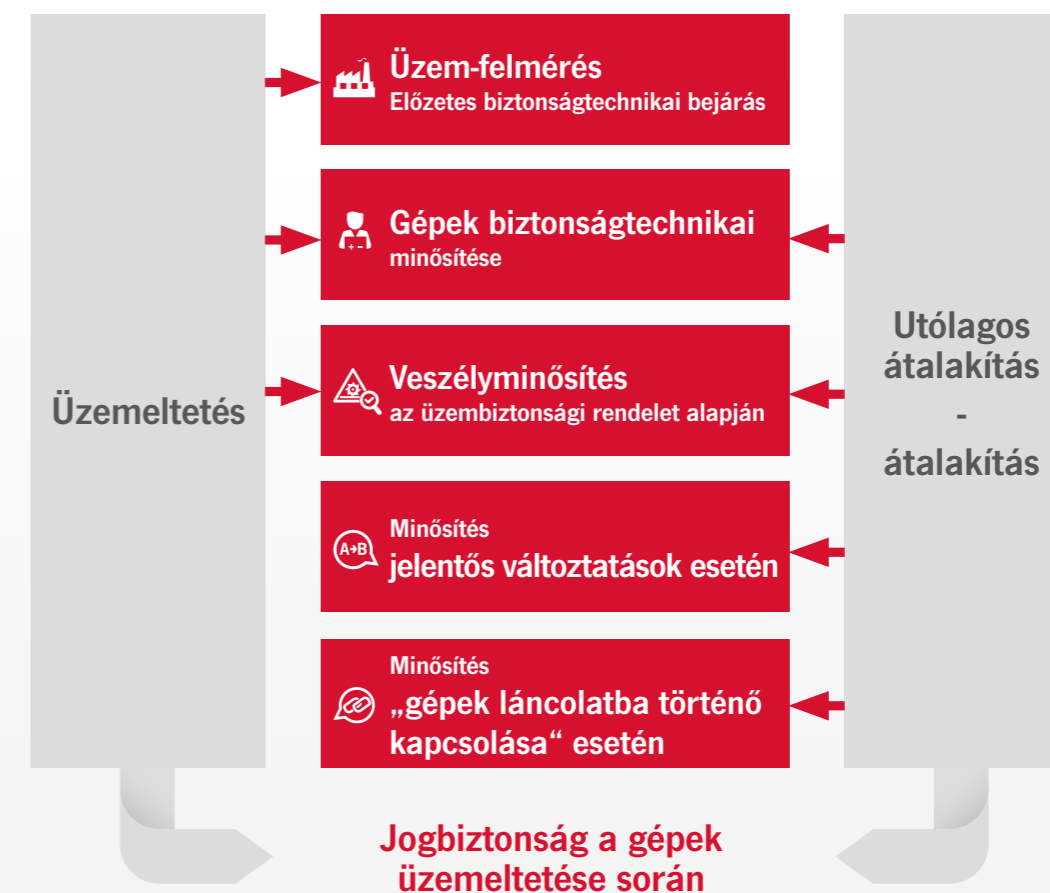 Üzemeltetés
Üzem-felmérés
Előzetes biztonságtechnikai bejárás
Gépek biztonságtechnikai
minősítése
Veszélyminősítés
az üzembiztonsági rendelet alapján
A→B
Minősítés
jelentős változtatások esetén
Minősítés
„gépek láncolatba történő
kapcsolása“ esetén
Utólagos
átalakítás
-
átalakítás
Jogbiztonság a gépek
üzemeltetése során